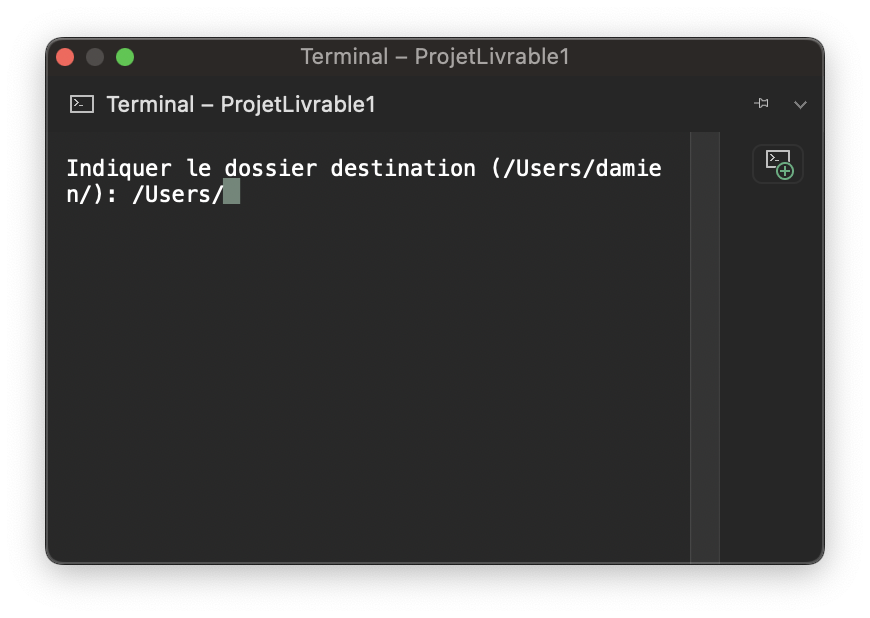 Terminal – ProjetLivrable1
Terminal – ProjetLivrable1
Indiquer le dossier destination (/Users/damie
n/): /Users/